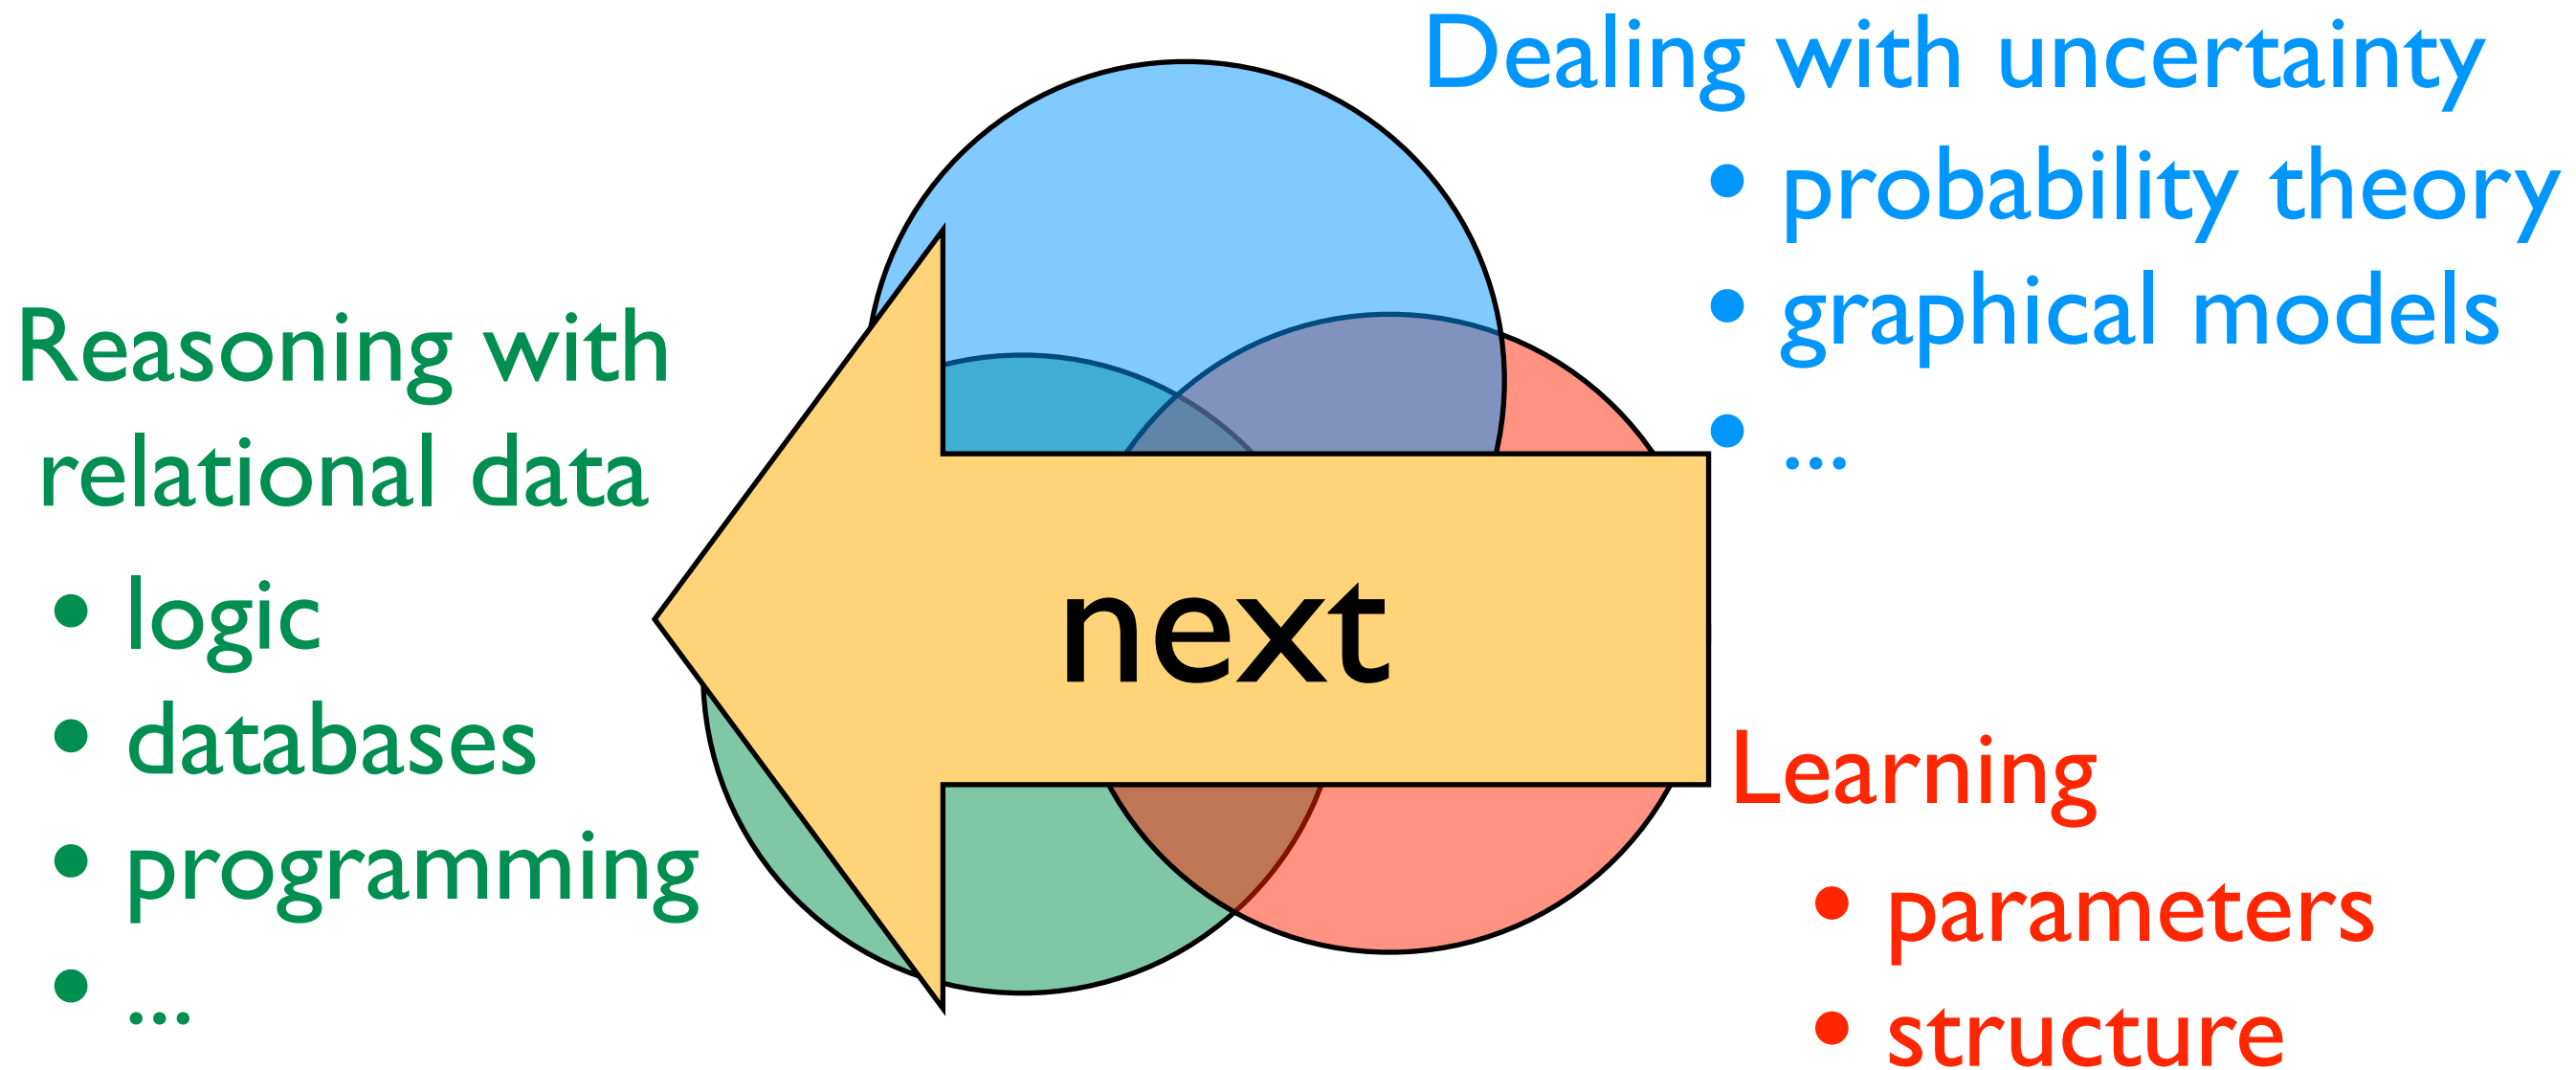 Dealing with uncertainty
• probability theory
• graphical models
• ...
Reasoning with
relational data
• logic
• databases
• programming
• ...
next
Learning
• parameters
• structure